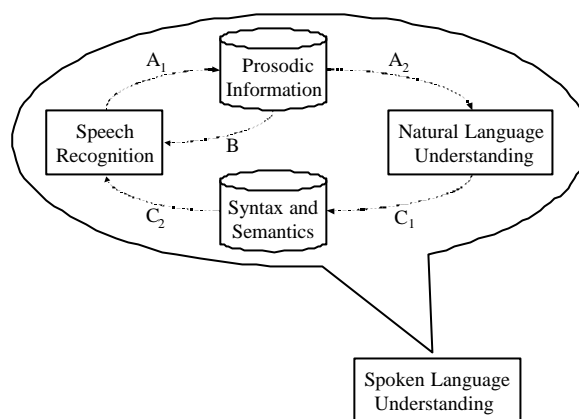 A1
Prosodic
Information
A2
Speech
Recognition
B
Natural Language
Understanding
C2
Syntax and
Semantics
C1
Spoken Language
Understanding